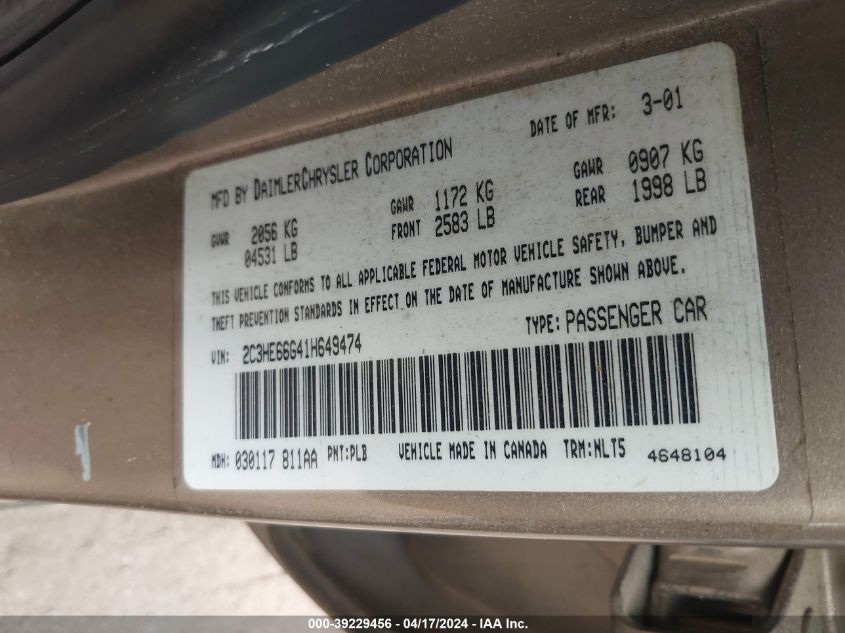 DATE OF MFR: 3-01
MFD BY DAIMLERCHRYSLER CORPORATION
GVWR 2056 KG GAWR 1172 KG GAWR 0907 KG
04531 LB FRONT 2583 LB REAR 1998 LB
THIS VEHICLE CONFORMS TO ALL APPLICABLE FEDERAL MOTOR VEHICLE SAFETY, BUMPER AND
THEFT PREVENTION STANDARDS IN EFFECT ON THE DATE OF MANUFACTURE SHOWN ABOVE.
VIN: 2C3HE66G41H649474 TYPE: PASSENGER CAR
MDH: 030117 811AA PNT:PLB VEHICLE MADE IN CANADA TRM:NLT5 4648104
000-39229456 - 04/17/2024 - IAA Inc.